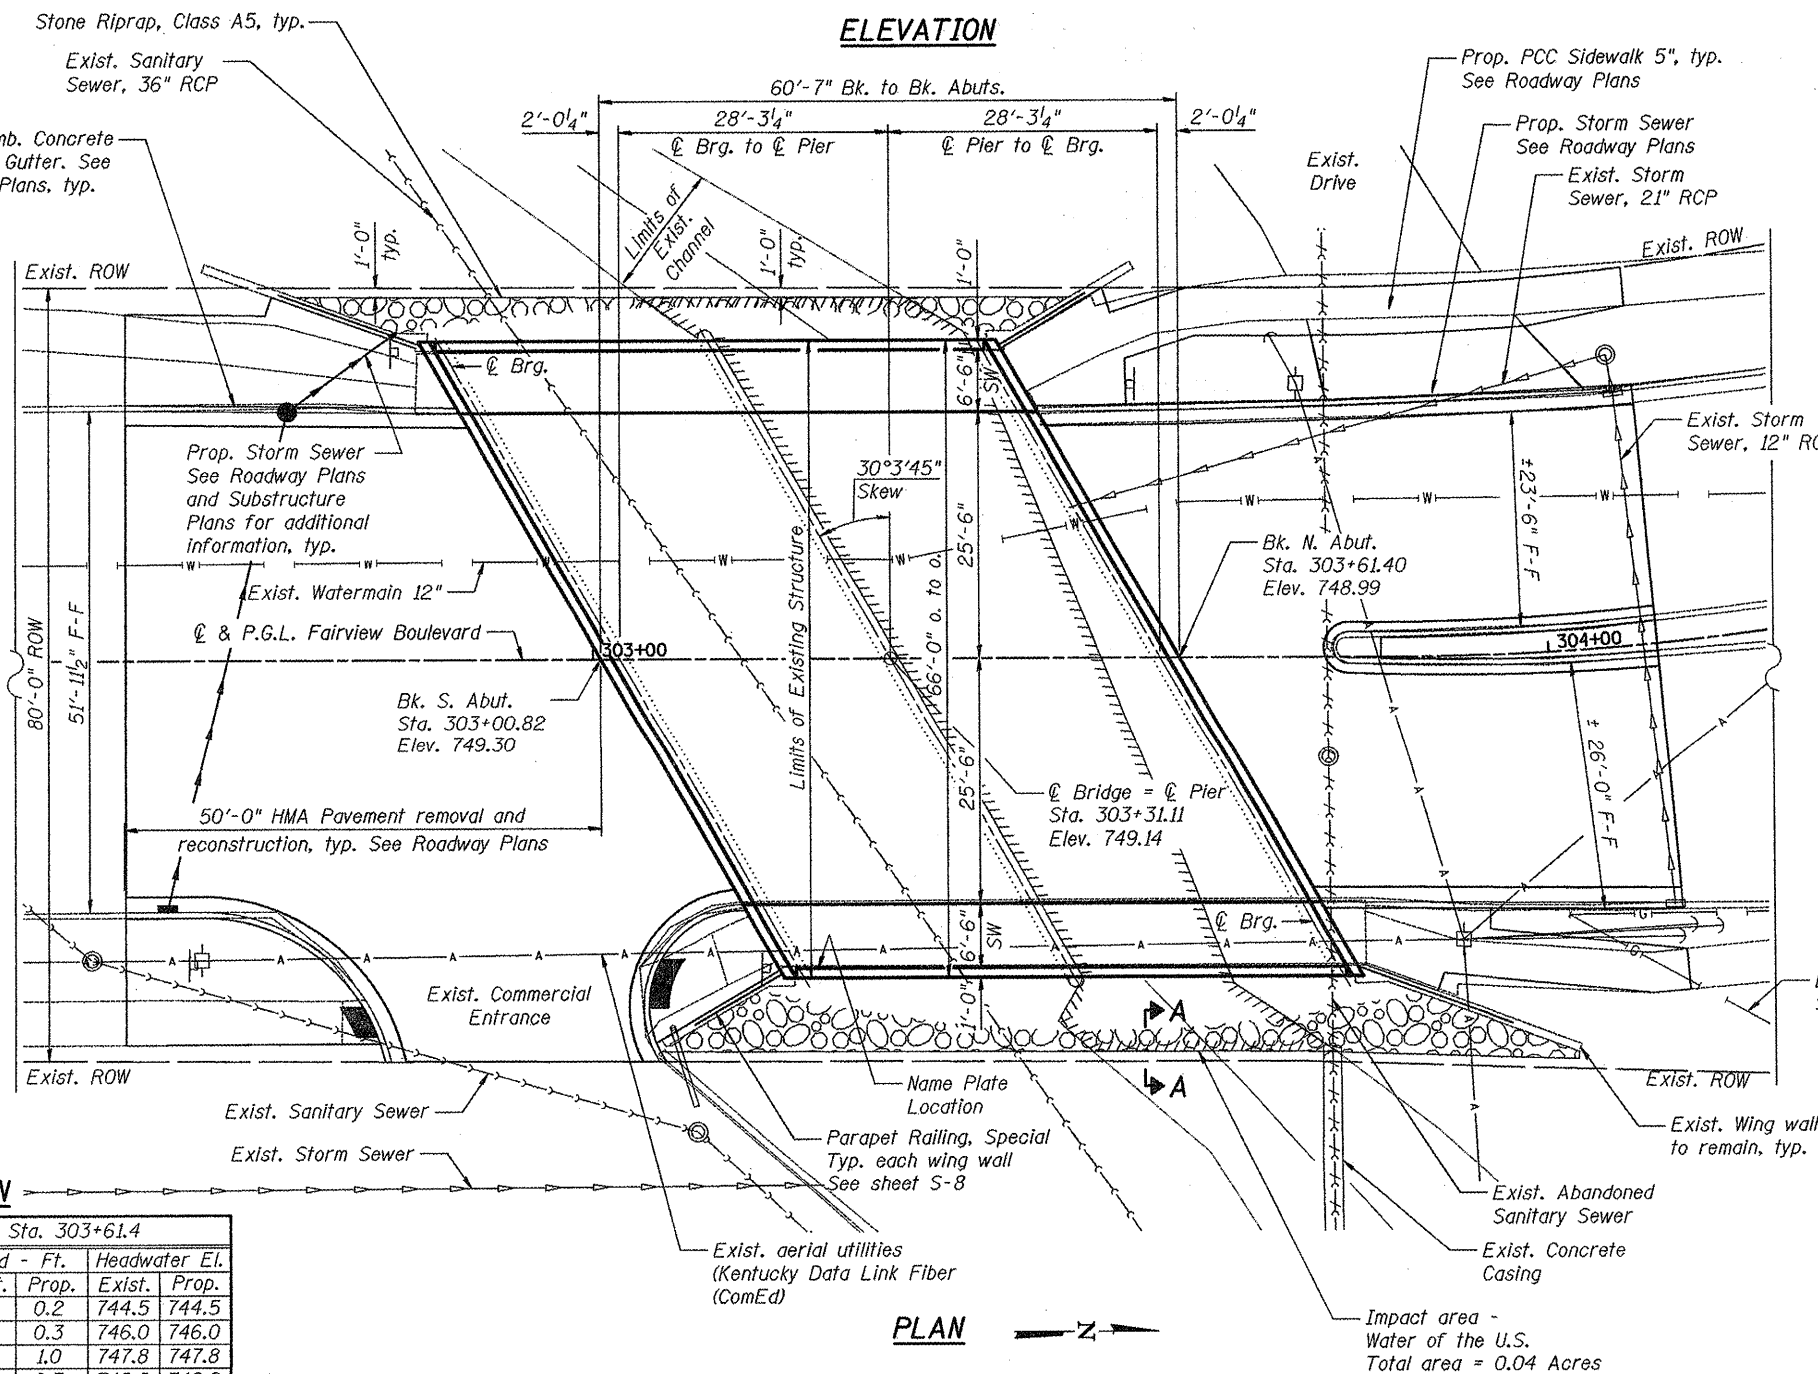 ELEVATION
Stone Riprap, Class A5, typ.
Exist. Sanitary
Sewer, 36" RCP
mb. Concrete
Gutter. See
Plans, typ.
60'-7" Bk. to Bk. Abuts.
2'-0¼"
28'-3¼"
28'-3¼"
2'-0¼"
℄ Brg. to ℄ Pier
℄ Pier to ℄ Brg.
Prop. PCC Sidewalk 5", typ.
See Roadway Plans
Prop. Storm Sewer
See Roadway Plans
Exist. Storm
Sewer, 21" RCP
Exist.
Drive
Limits of
Exist.
Channel
1'-0"
typ.
1'-0"
typ.
1'-0"
Exist. ROW
Exist. ROW
℄ Brg.
6'-6"
SW
Exist. Storm
Sewer, 12" RC
Prop. Storm Sewer
See Roadway Plans
and Substructure
Plans for additional
information, typ.
30°3'45"
Skew
±23'-6" F-F
25'-6"
Bk. N. Abut.
Sta. 303+61.40
Elev. 748.99
Exist. Watermain 12"
℄ & P.G.L. Fairview Boulevard
303+00
304+00
80'-0" ROW
51'-11½" F-F
Limits of Existing Structure
66'-0" o. to o.
Bk. S. Abut.
Sta. 303+00.82
Elev. 749.30
25'-6"
℄ Bridge = ℄ Pier
Sta. 303+31.11
Elev. 749.14
± 26'-0" F-F
50'-0" HMA Pavement removal and
reconstruction, typ. See Roadway Plans
℄ Brg.
6'-6"
SW
1'-0"
Exist. Commercial
Entrance
A
A
Exist. ROW
Exist. ROW
Name Plate
Location
Exist. Sanitary Sewer
Exist. Storm Sewer
Parapet Railing, Special
Typ. each wing wall
See sheet S-8
Exist. Wing wall
to remain, typ.
Exist. Abandoned
Sanitary Sewer
Exist. Concrete
Casing
Exist. aerial utilities
(Kentucky Data Link Fiber
(ComEd)
Impact area -
Water of the U.S.
Total area = 0.04 Acres
PLAN
N
W
Sta. 303+61.4
d - Ft. Headwater El.
t. Prop. Exist. Prop.
0.2 744.5 744.5
0.3 746.0 746.0
1.0 747.8 747.8